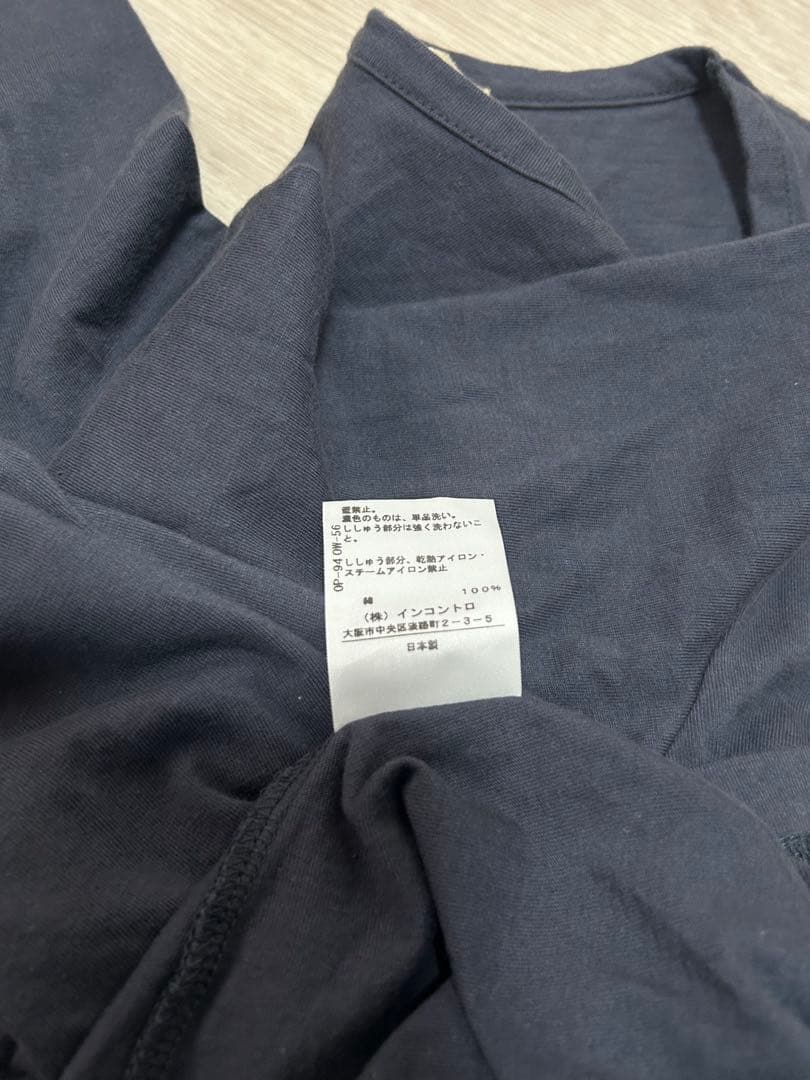 禁止。
濃色のものは、単品洗い。
ししゅう部分は強く洗わないこ
と。
ししゅう部分、乾熱アイロン・
スチームアイロン禁止
綿 100%
(株) インコントロ
大阪市中央区淡路町2-3-5
日本製
OP-94 OW-56